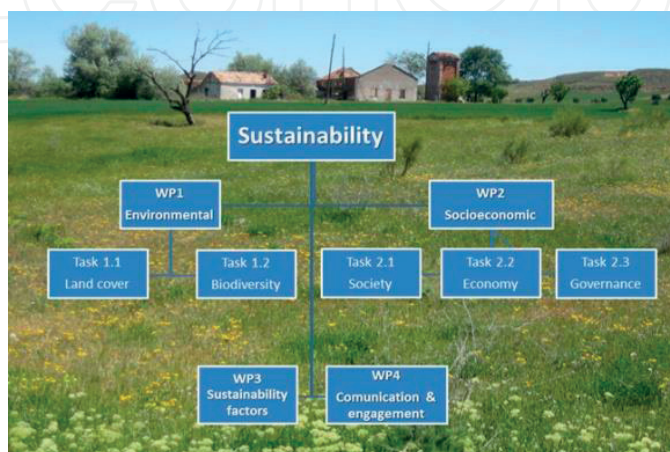 Sustainability
WP1
Environmental
WP2
Socioeconomic
Task 1.1
Land cover
Task 1.2
Biodiversity
Task 2.1
Society
Task 2.2
Economy
Task 2.3
Governance
WP3
Sustainability
factors
WP4
Comunication &
engagement